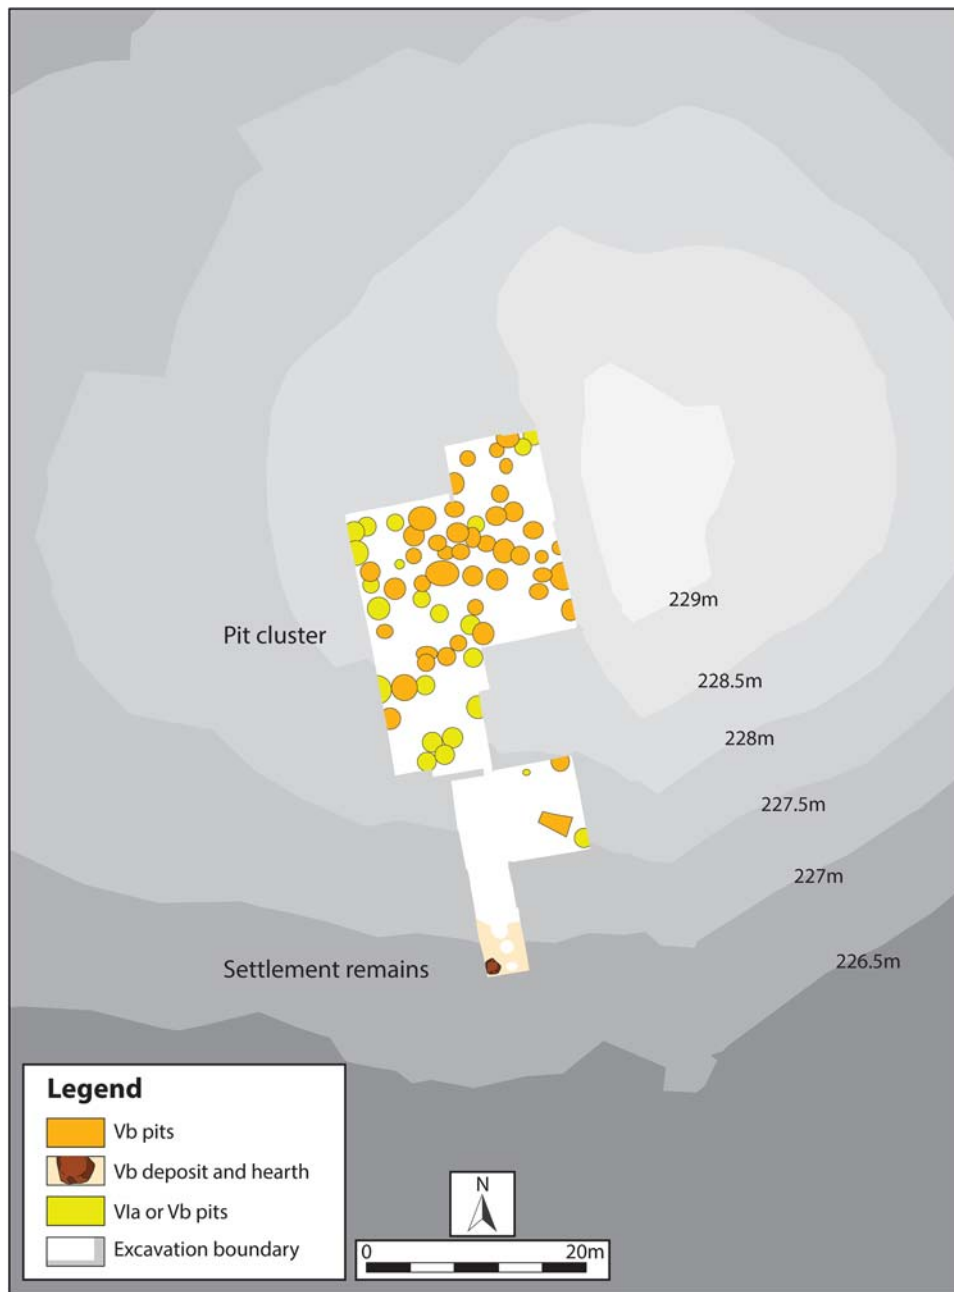 229m
Pit cluster
228.5m
228m
227.5m
227m
Settlement remains
226.5m
Legend
Vb pits
Vb deposit and hearth
VIa or Vb pits
Excavation boundary
N
0 20m